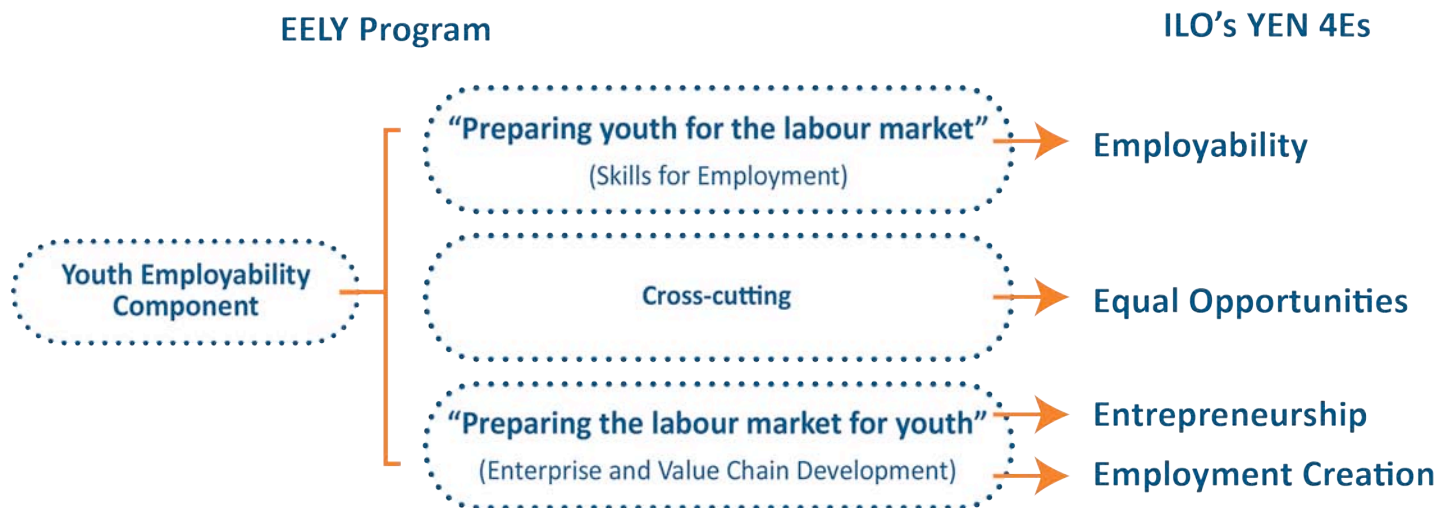 EELY Program
ILO’s YEN 4Es
“Preparing youth for the labour market”
(Skills for Employment)
Employability
Youth Employability
Component
Cross-cutting
Equal Opportunities
“Preparing the labour market for youth”
(Enterprise and Value Chain Development)
Entrepreneurship
Employment Creation